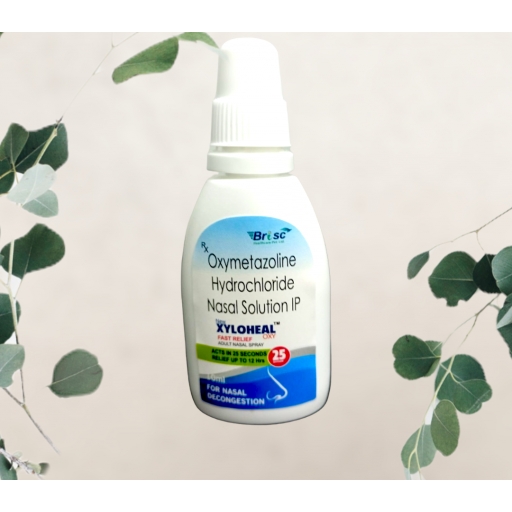 Brisc
Rx
Oxymetazoline
Hydrochloride
Nasal Solution IP
XYLOHEAL™
OXY
FAST RELIEF
ADULT NASAL SPRAY
ACTS IN 25 SECONDS
RELIEF UP TO 12 Hrs
25
FOR NASAL
DECONGESTION